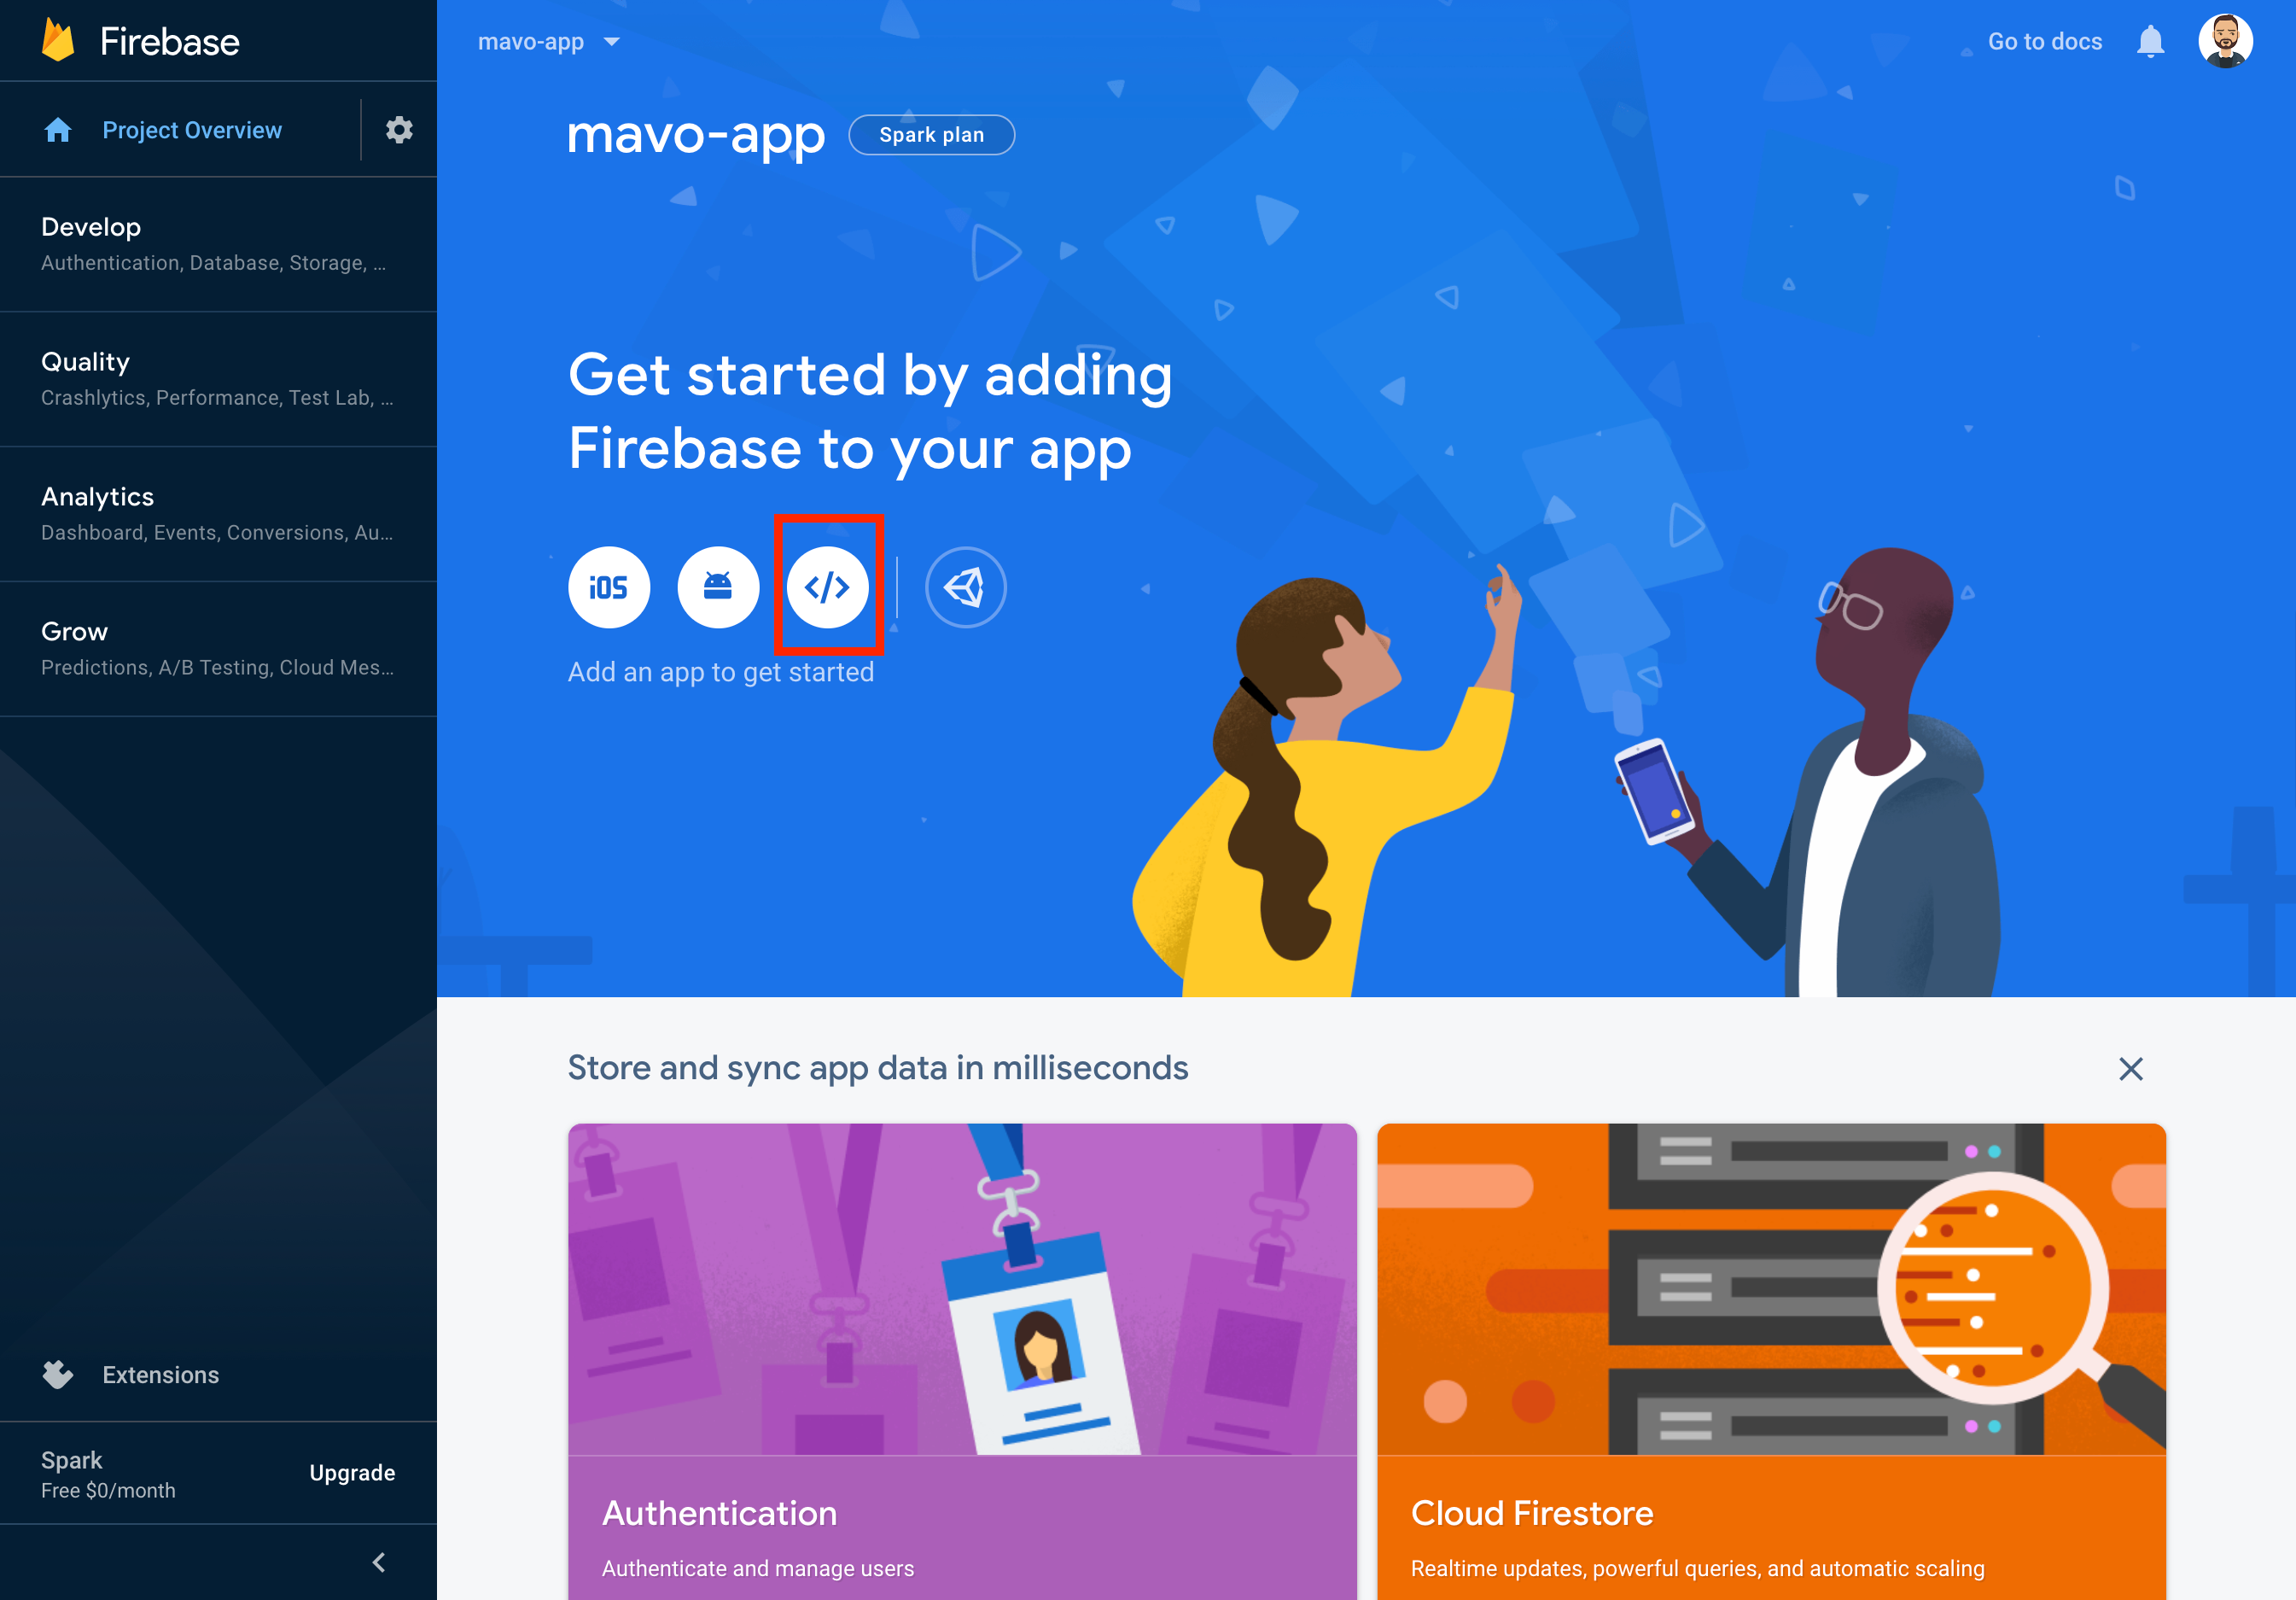 Firebase
Project Overview
Develop
Authentication, Database, Storage, ...
Quality
Crashlytics, Performance, Test Lab, ...
Analytics
Dashboard, Events, Conversions, Au...
Grow
Predictions, A/B Testing, Cloud Mes...
Extensions
Spark
Free $0/month
Upgrade
mavo-app
Go to docs
mavo-app
Spark plan
Get started by adding
Firebase to your app
iOS
</>
Add an app to get started
Store and sync app data in milliseconds
Authentication
Authenticate and manage users
Cloud Firestore
Realtime updates, powerful queries, and automatic scaling